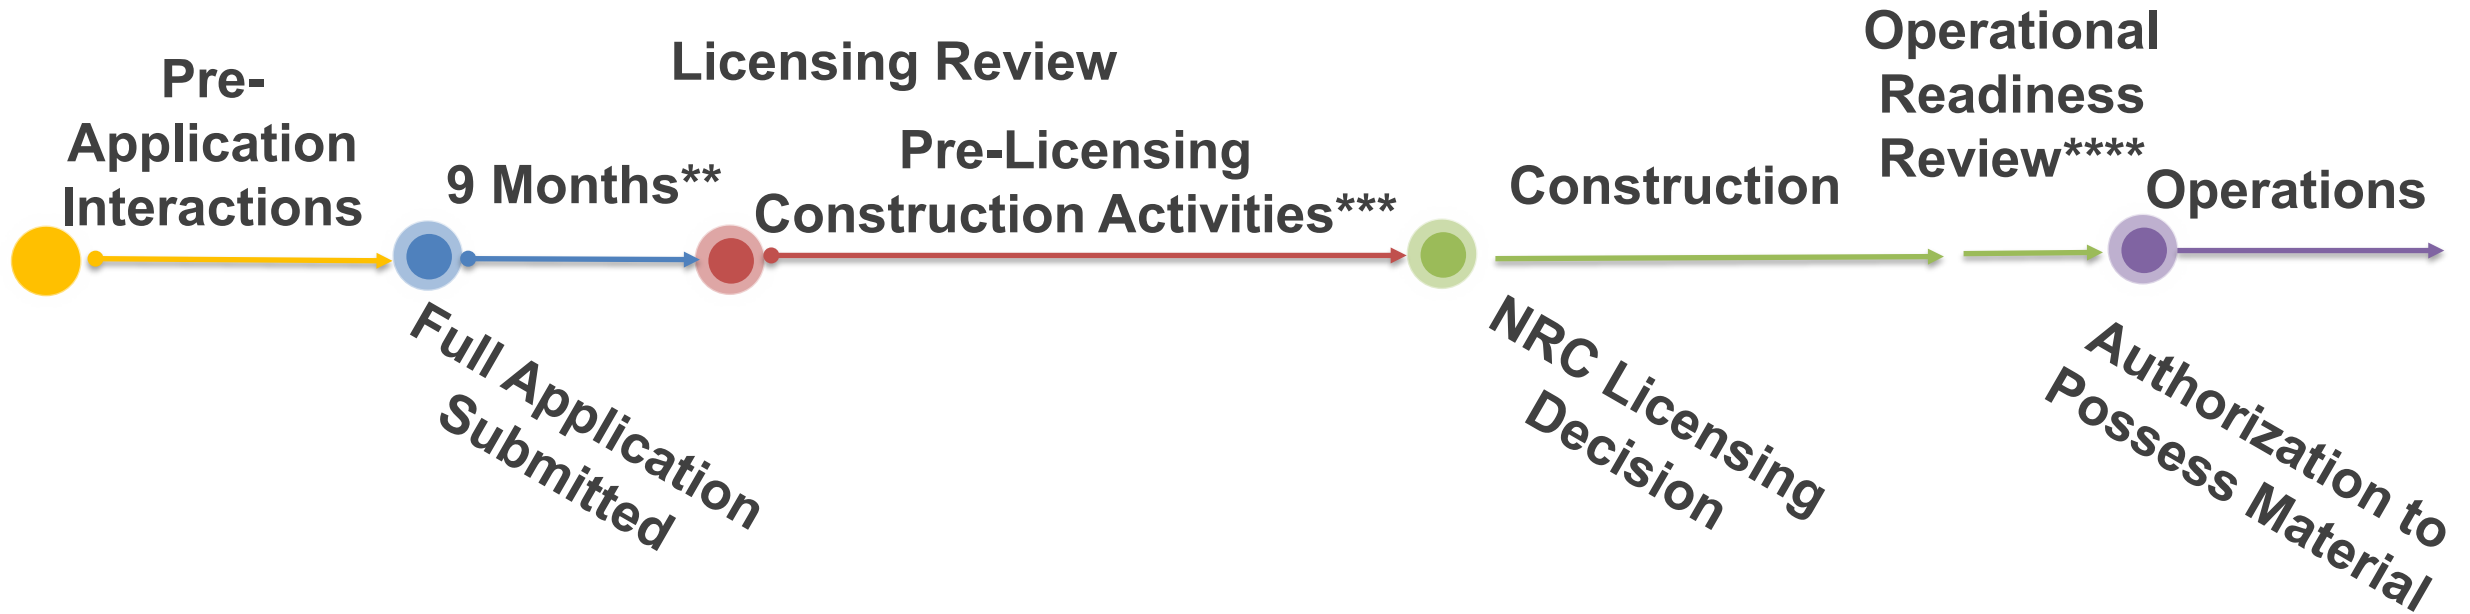 Pre-
Application
Interactions
9 Months**
Licensing Review
Pre-Licensing
Construction Activities***
Construction
Operational
Readiness
Review****
Operations
Full Application
Submitted
NRC Licensing
Decision
Authorization to
Possess Material